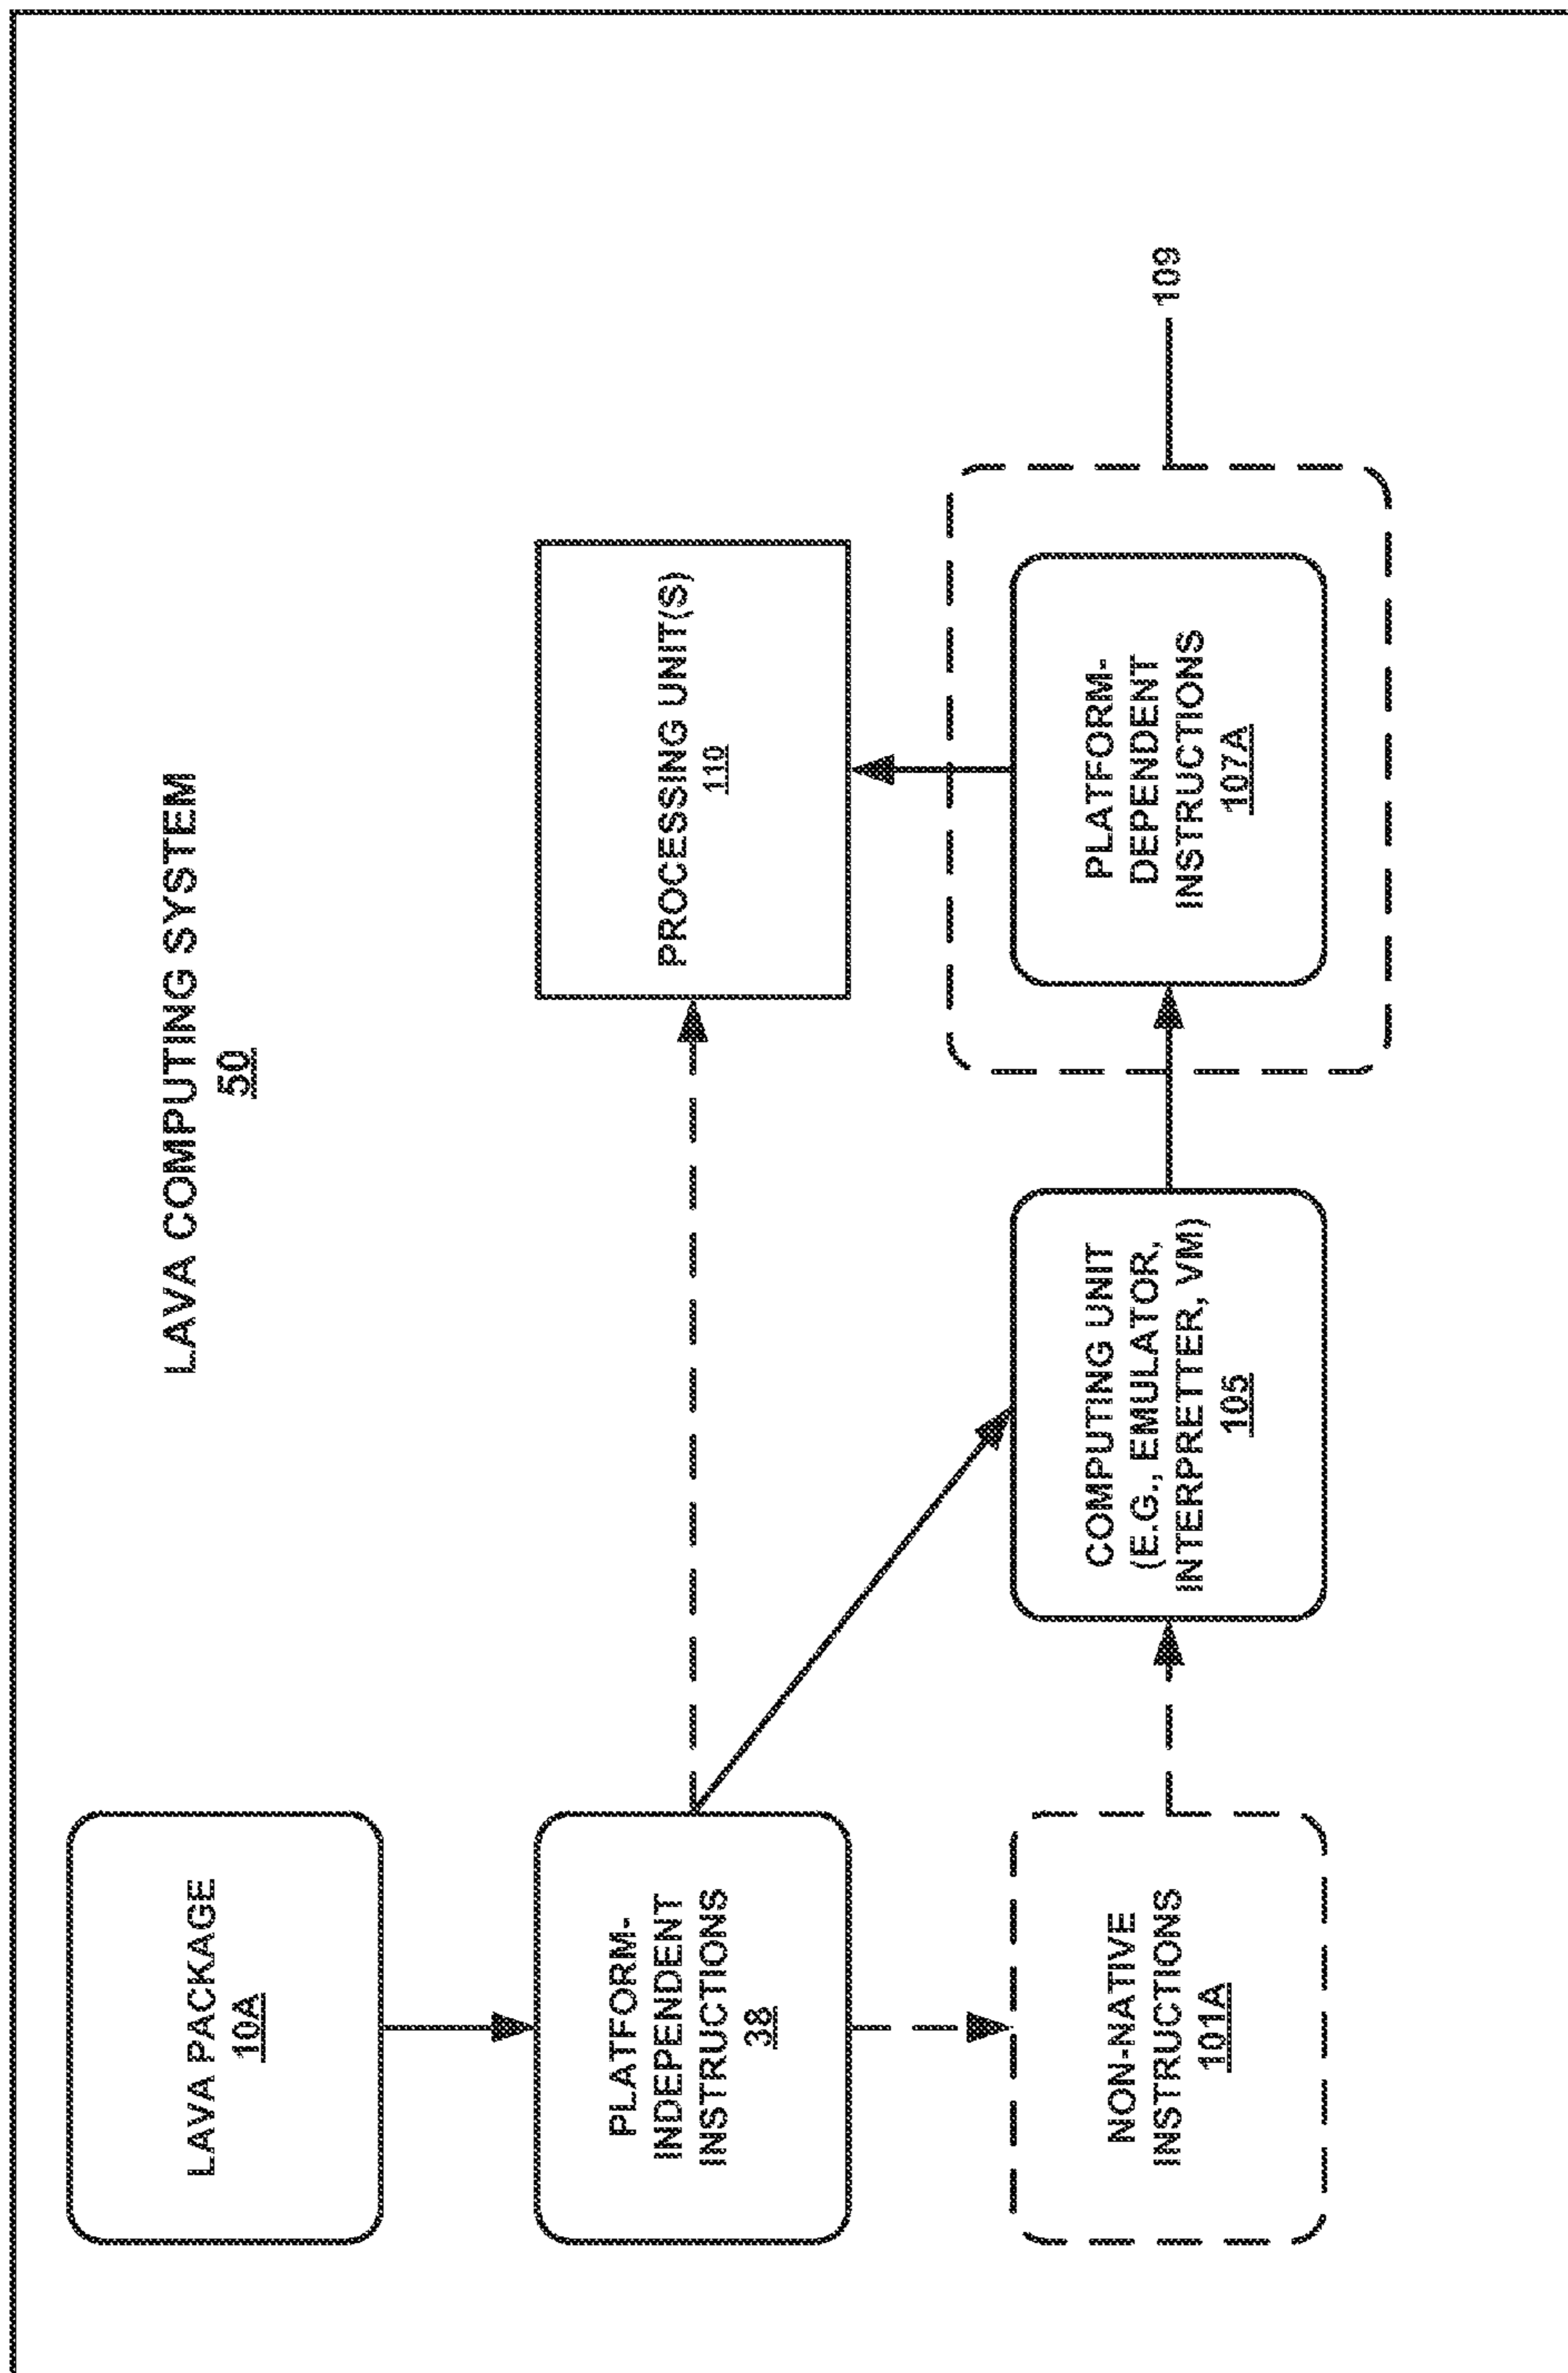 LAVA COMPUTING SYSTEM
50
LAVA PACKAGE
10A
PLATFORM-
INDEPENDENT
INSTRUCTIONS
38
PROCESSING UNIT(S)
110
NON-NATIVE
INSTRUCTIONS
101A
COMPUTING UNIT
(E.G., EMULATOR,
INTERPRETTER, VM)
105
PLATFORM-
DEPENDENT
INSTRUCTIONS
107A
109